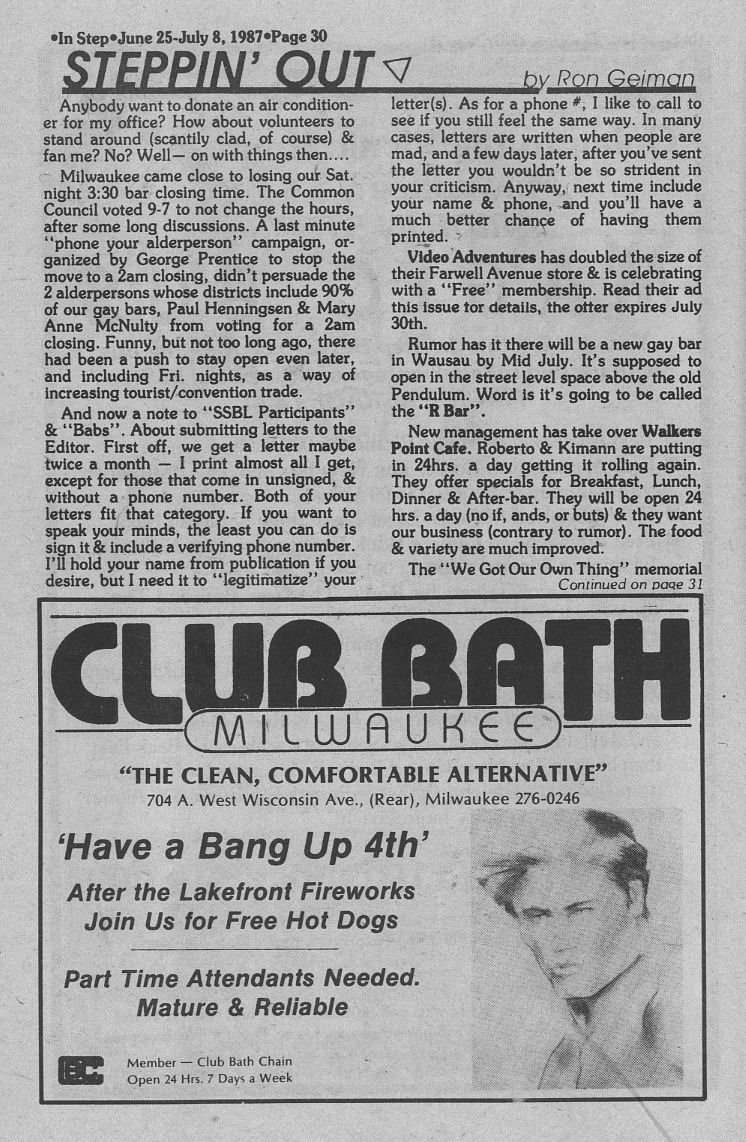 •In Step•June 25-July 8, 1987•Page 30
STEPPIN' OUT
by Ron Geiman
Anybody want to donate an air condition-
er for my office? How about volunteers to
stand around (scantily clad, of course) &
fan me? No? Well— on with things then....
Milwaukee came close to losing our Sat.
night 3:30 bar closing time. The Common
Council voted 9-7 to not change the hours,
after some long discussions. A last minute
"phone your alderperson" campaign, or-
ganized by George Prentice to stop the
move to a 2am closing, didn't persuade the
2 alderpersons whose districts include 90%
of our gay bars, Paul Henningsen & Mary
Anne McNulty from voting for a 2am
closing. Funny, but not too long ago, there
had been a push to stay open even later,
and including Fri. nights, as a way of
increasing tourist/convention trade.
And now a note to "SSBL Participants"
& "Babs". About submitting letters to the
Editor. First off, we get a letter maybe
twice a month — I print almost all I get,
except for those that come in unsigned, &
without a phone number. Both of your
letters fit that category. If you want to
speak your minds, the least you can do is
sign it & include a verifying phone number.
I'll hold your name from publication if you
desire, but I need it to "legitimatize" your
letter(s). As for a phone #, I like to call to
see if you still feel the same way. In many
cases, letters are written when people are
mad, and a few days later, after you've sent
the letter you wouldn't be so strident in
your criticism. Anyway, next time include
your name & phone, and you'll have a
much better chance of having them
printed.
Video Adventures has doubled the size of
their Farwell Avenue store & is celebrating
with a "Free" membership. Read their ad
this issue for details, the offer expires July
30th.
Rumor has it there will be a new gay bar
in Wausau by Mid July. It's supposed to
open in the street level space above the old
Pendulum. Word is it's going to be called
the "R Bar".
New management has take over Walkers
Point Cafe. Roberto & Kimann are putting
in 24hrs. a day getting it rolling again.
They offer specials for Breakfast, Lunch,
Dinner & After-bar. They will be open 24
hrs. a day (no if, ands, or buts) & they want
our business (contrary to rumor). The food
& variety are much improved.
The "We Got Our Own Thing" memorial
Continued on page 31
CLUB BATH
MILWAUKEE
"THE CLEAN, COMFORTABLE ALTERNATIVE"
704 A. West Wisconsin Ave., (Rear), Milwaukee 276-0246
'Have a Bang Up 4th'
After the Lakefront Fireworks
Join Us for Free Hot Dogs
Part Time Attendants Needed.
Mature & Reliable
Member — Club Bath Chain
Open 24 Hrs. 7 Days a Week